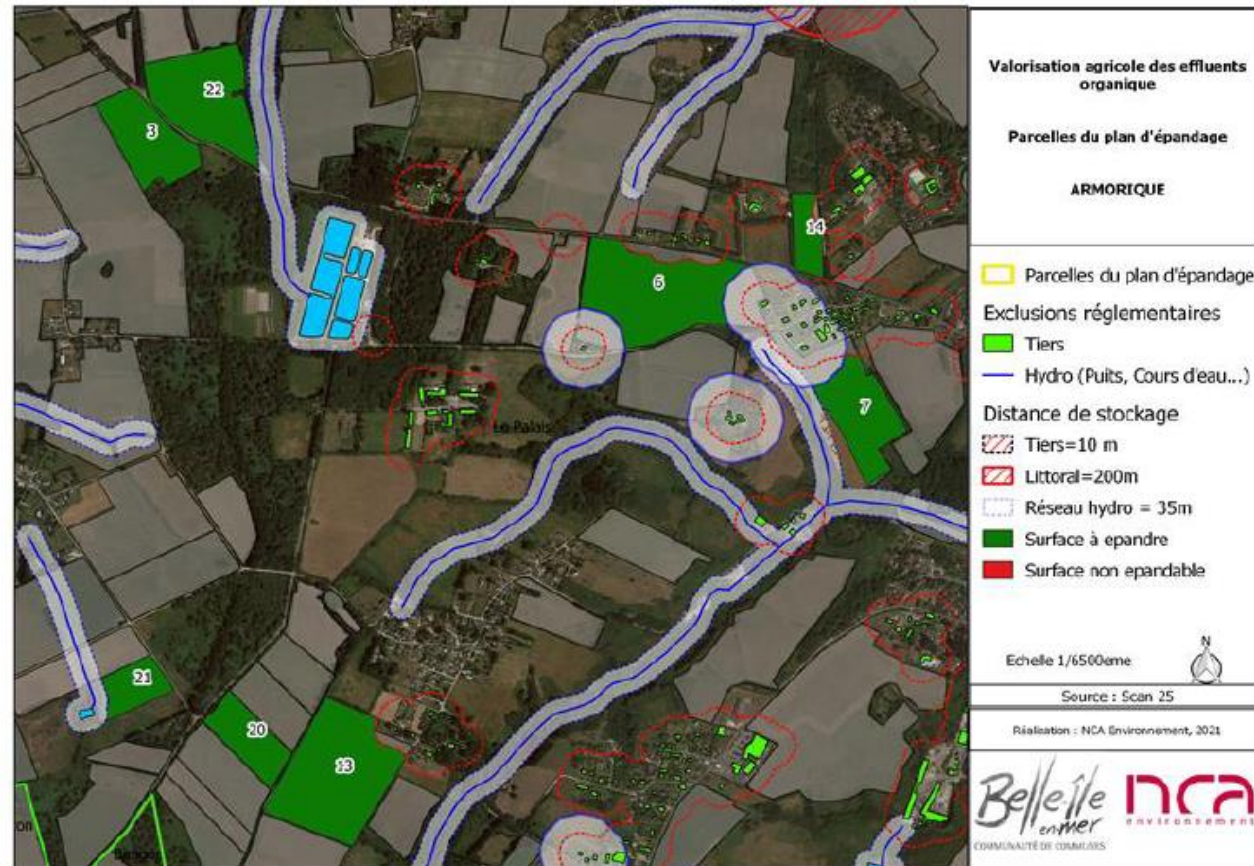 22
3
14
6
7
Le Palais
21
20
13
Valorisation agricole des effluents
organique
Parcelles du plan d'épandage
ARMORIQUE
Parcelles du plan d'épandage
Exclusions réglementaires
Tiers
Hydro (Puits, Cours d'eau...)
Distance de stockage
Tiers=10 m
Littoral=200m
Réseau hydro = 35m
Surface à epandre
Surface non epandable
Echelle 1/6500eme
N
Source : Scan 25
Réalisation : NCA Environnement, 2021
Belle-Île
en mer
COMMUNAUTÉ DE COMMUNES
nca
environnement